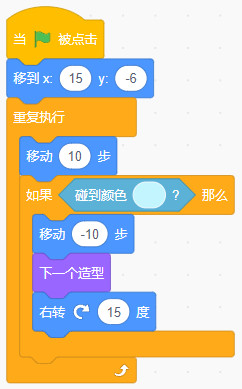 当 被点击
移到 x: 15 y: -6
重复执行
移动 10 步
如果 碰到颜色 ? 那么
移动 -10 步
下一个造型
右转 15 度